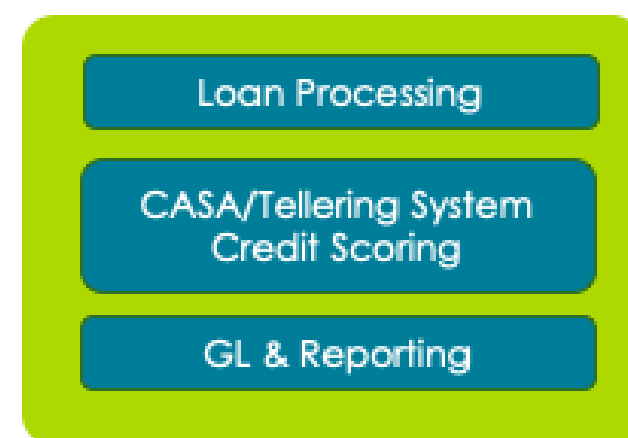 Loan Processing
CASA/Tellering System
Credit Scoring
GL & Reporting